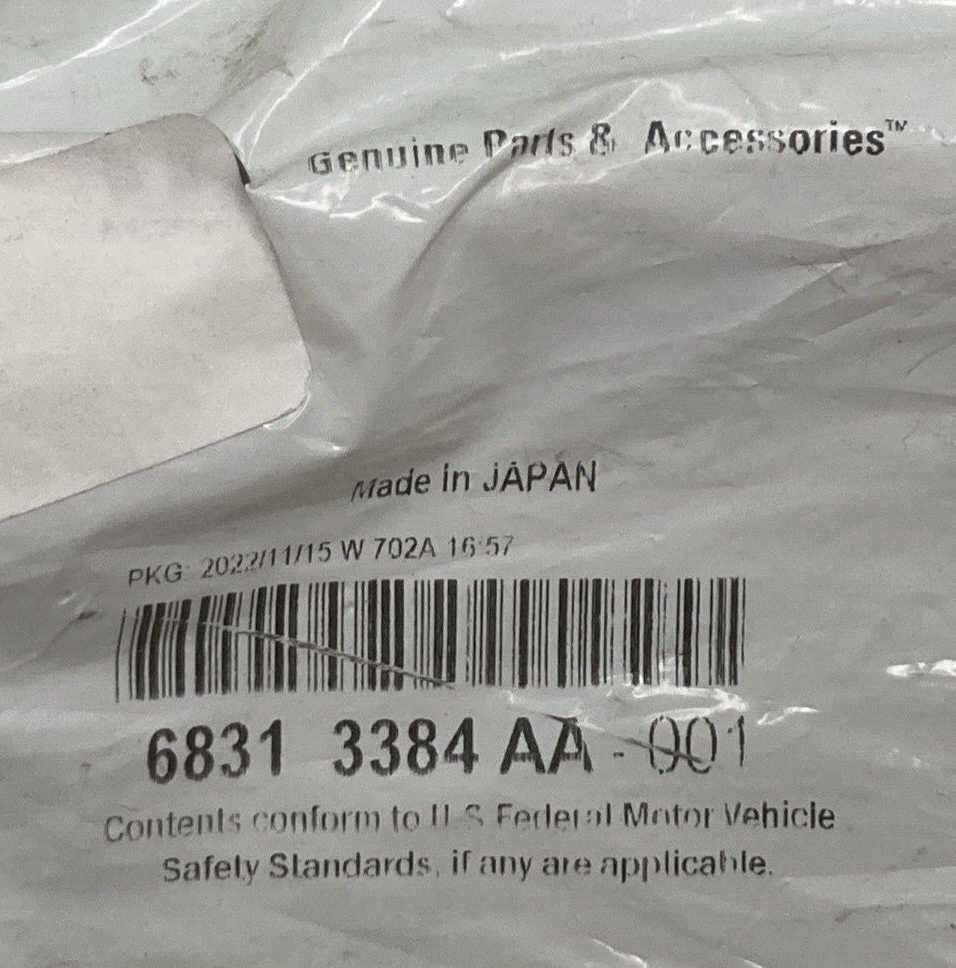 Genuine Parts & Accessories™
Made in JAPAN
PKG: 2022/11/15 W 702A 16:57
6831 3384 AA - 001
Contents conform to U S Federal Motor Vehicle
Safety Standards, if any are applicable.